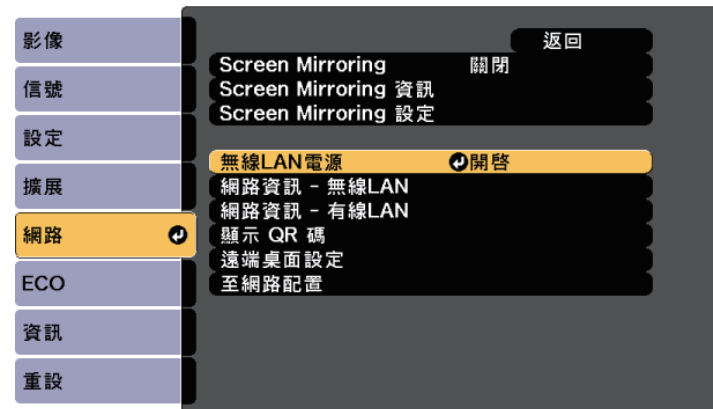 影像
信號
設定
擴展
網路
ECO
資訊
重設
返回
Screen Mirroring 關閉
Screen Mirroring 資訊
Screen Mirroring 設定
無線LAN電源 開啓
網路資訊 - 無線LAN
網路資訊 - 有線LAN
顯示 QR 碼
遠端桌面設定
至網路配置